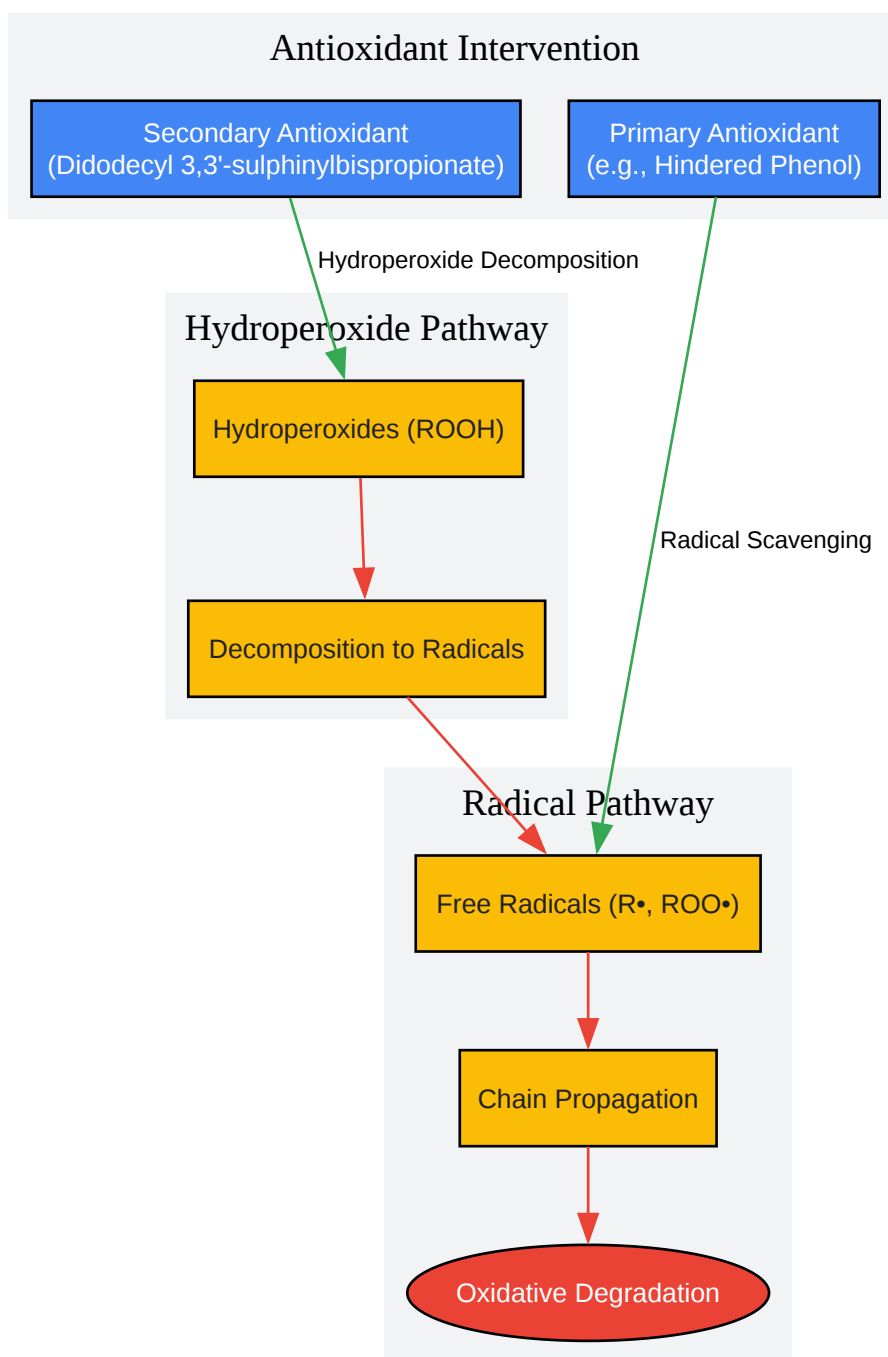 Antioxidant Intervention
Secondary Antioxidant
(Didodecyl 3,3'-sulphinylbispropionate)
Primary Antioxidant
(e.g., Hindered Phenol)
Hydroperoxide Decomposition
Hydroperoxide Pathway
Hydroperoxides (ROOH)
Radical Scavenging
Decomposition to Radicals
Radical Pathway
Free Radicals (R•, ROO•)
Chain Propagation
Oxidative Degradation